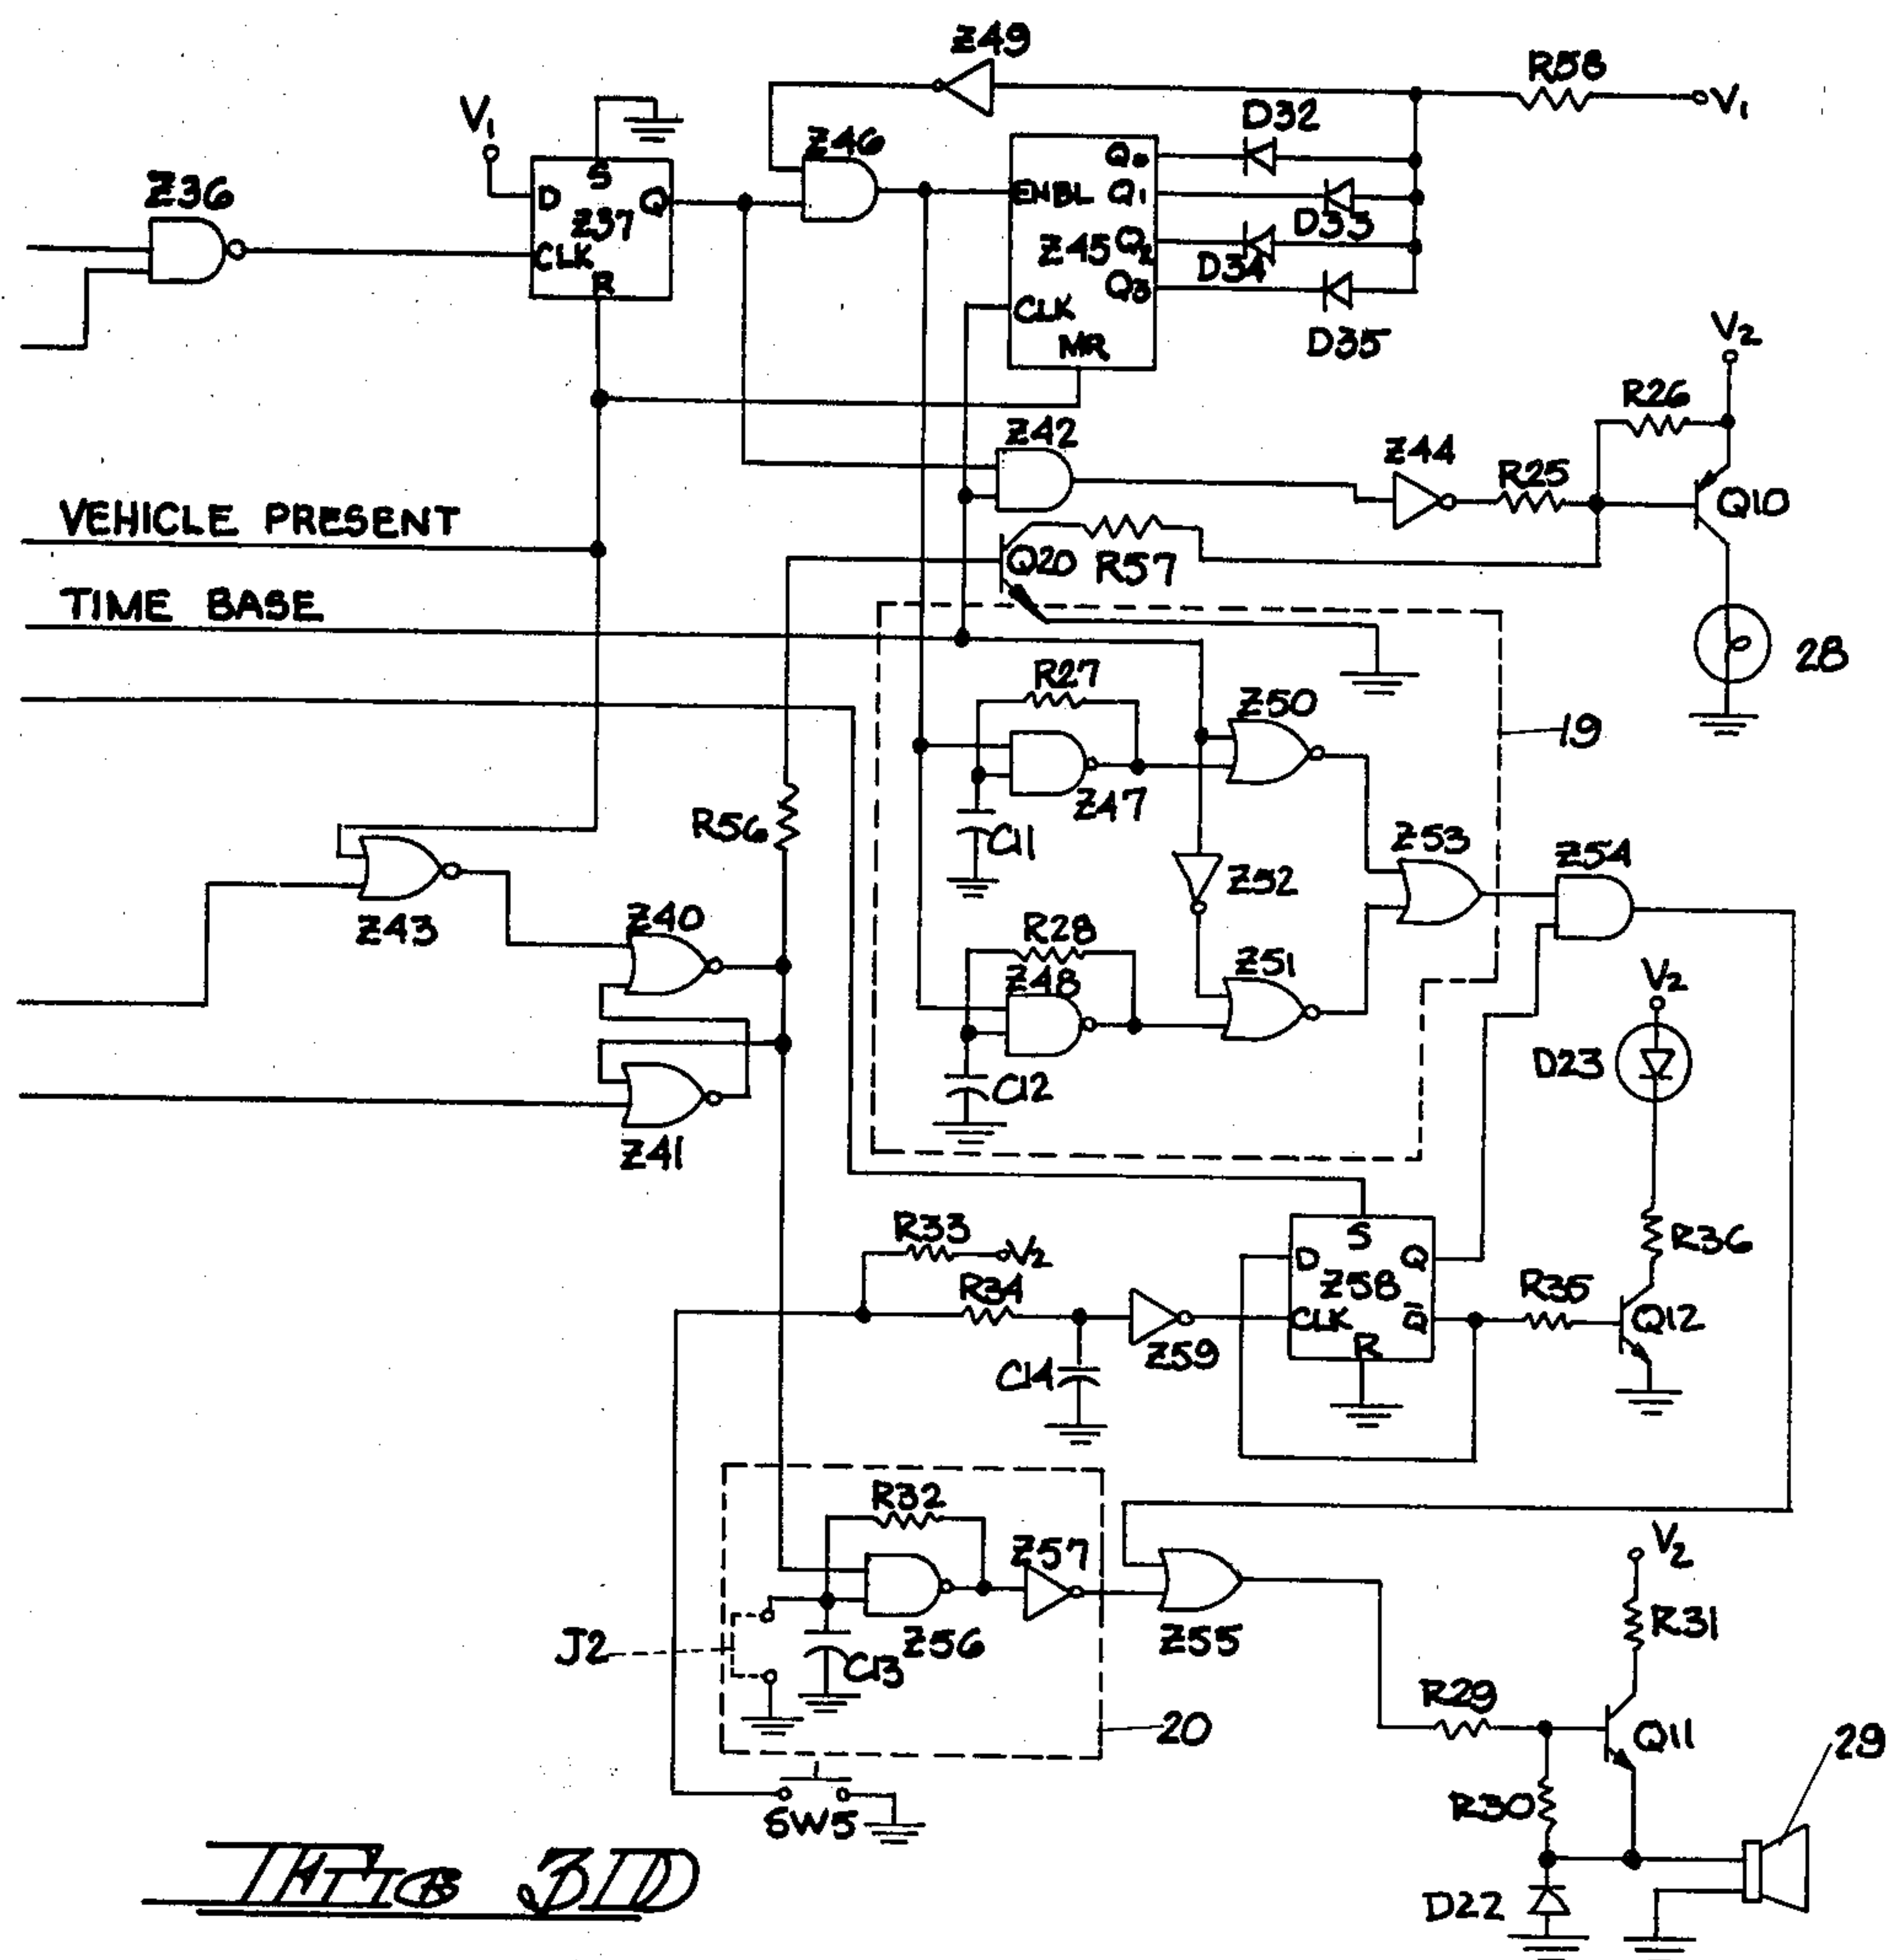 Z49
R58
V1
V1
D32
Z46
Z36
S
D Q
Z37
CLK
R
Q0
ENBL Q1
D33
Z45 Q2
D34
Q3
CLK
MR
D35
V2
R26
Z42
Z44
R25
Q10
VEHICLE PRESENT
Q20 R57
TIME BASE
28
R27
Z50
19
Z47
R56
C11
Z53
Z54
Z52
Z43
Z40
R28
Z48
Z51
V2
D23
C12
Z41
R33
V2
S
R36
D Q
R34
Z58
R35
CLK Q̄
Q12
Z59
R
C14
R32
Z57
V2
R31
J2
Z56
Z55
C13
R29
20
Q11
29
R30
SW5
D22
FIG 3D